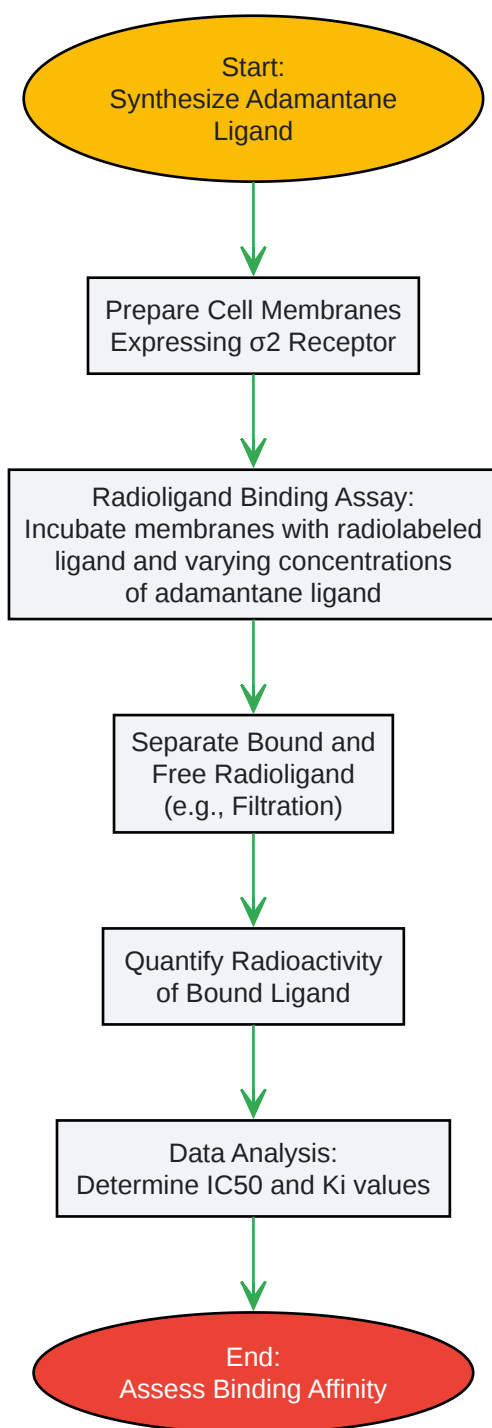 Start:
Synthesize Adamantane
Ligand
Prepare Cell Membranes
Expressing σ2 Receptor
Radioligand Binding Assay:
Incubate membranes with radiolabeled
ligand and varying concentrations
of adamantane ligand
Separate Bound and
Free Radioligand
(e.g., Filtration)
Quantify Radioactivity
of Bound Ligand
Data Analysis:
Determine IC50 and Ki values
End:
Assess Binding Affinity